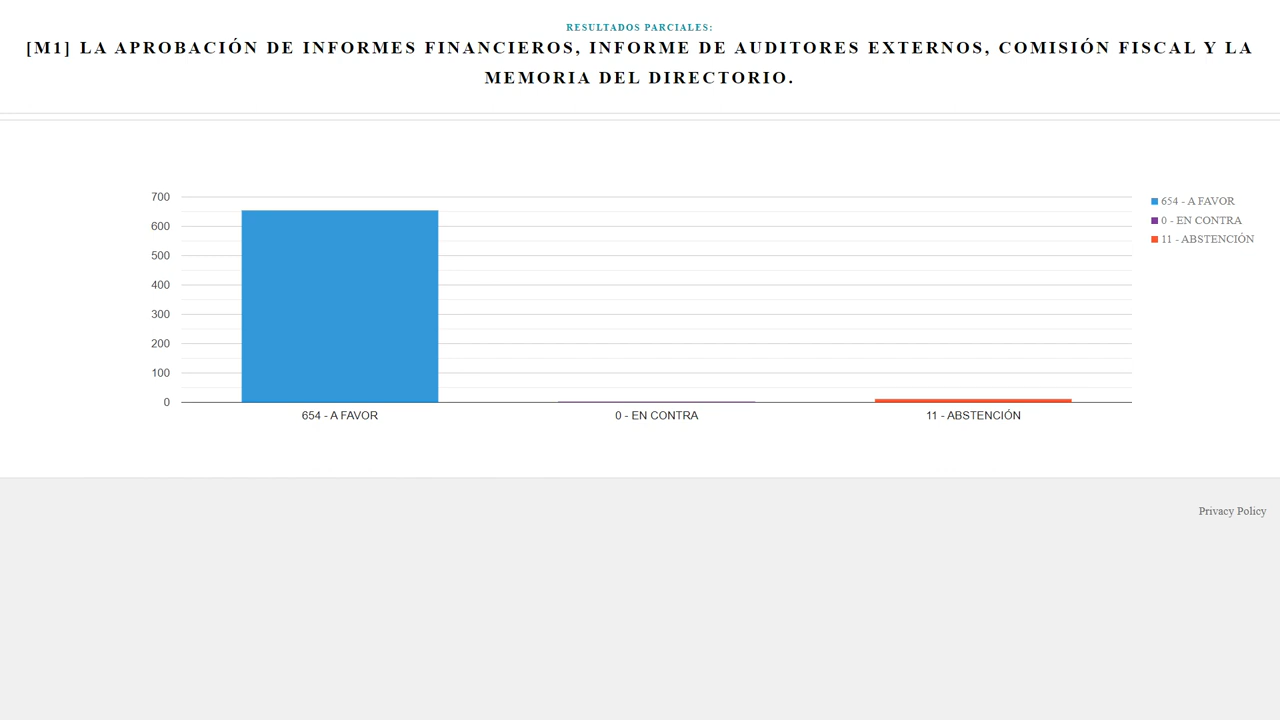 RESULTADOS PARCIALES:
[M1] LA APROBACIÓN DE INFORMES FINANCIEROS, INFORME DE AUDITORES EXTERNOS, COMISIÓN FISCAL Y LA
MEMORIA DEL DIRECTORIO.
700
600
500
400
300
200
100
0
654 - A FAVOR
0 - EN CONTRA
11 - ABSTENCIÓN
654 - A FAVOR
0 - EN CONTRA
11 - ABSTENCIÓN
Privacy Policy